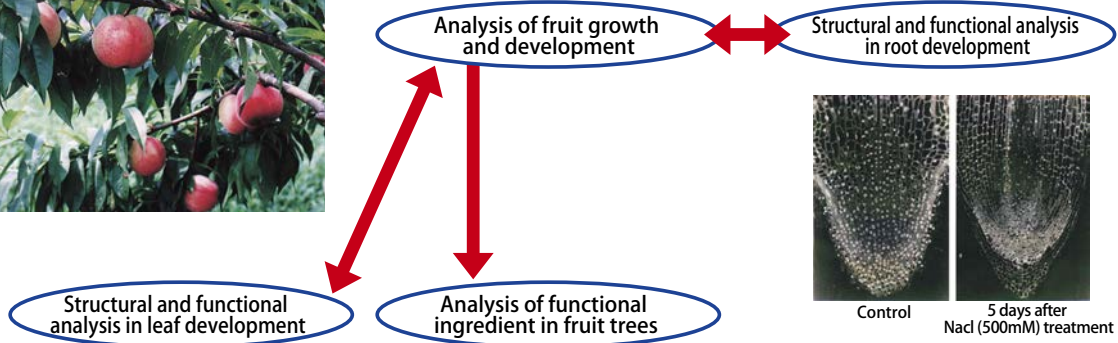 Analysis of fruit growth
and development
Structural and functional analysis
in root development
Structural and functional
analysis in leaf development
Analysis of functional
ingredient in fruit trees
Control
5 days after
Nacl (500mM) treatment